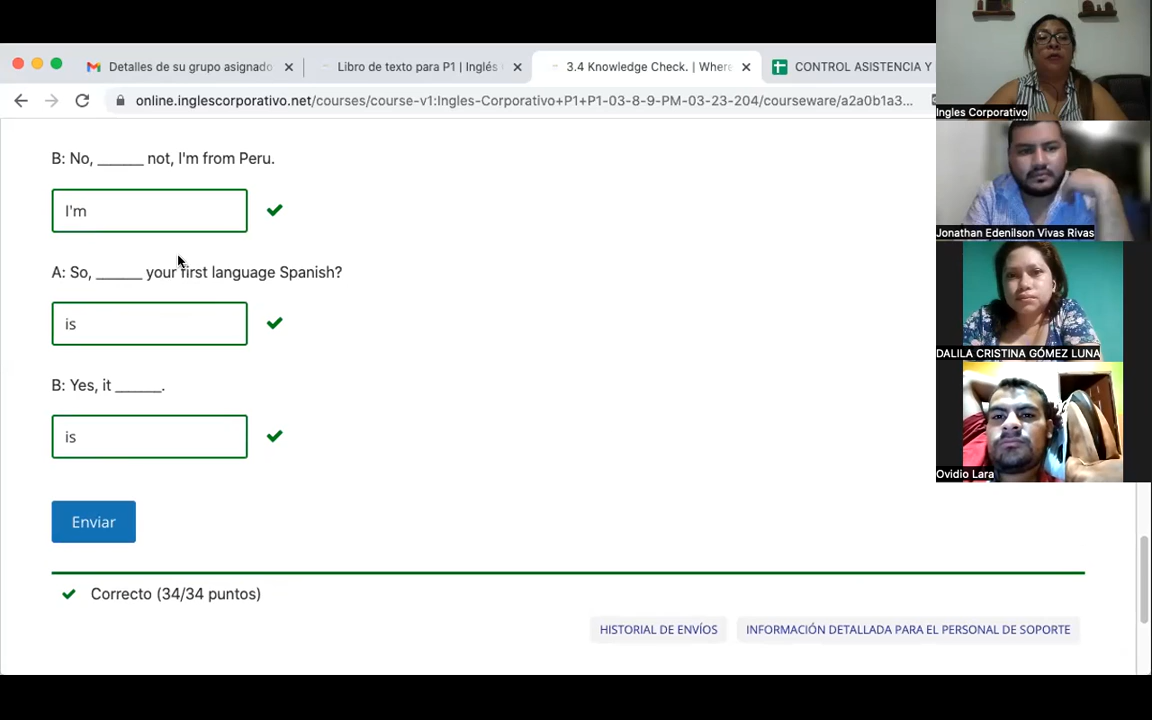 Detalles de su grupo asignado
Libro de texto para P1 | Inglés
3.4 Knowledge Check. | Where
CONTROL ASISTENCIA Y
online.inglescorporativo.net/courses/course-v1:Ingles-Corporativo+P1+P1-03-8-9-PM-03-23-204/courseware/a2a0b1a3...
B: No, ______ not, I'm from Peru.
I'm
A: So, ______ your first language Spanish?
is
B: Yes, it ______.
is
Enviar
Correcto (34/34 puntos)
HISTORIAL DE ENVÍOS
INFORMACIÓN DETALLADA PARA EL PERSONAL DE SOPORTE
Ingles Corporativo
Jonathan Edenilson Vivas Rivas
DALILA CRISTINA GÓMEZ LUNA
Ovidio Lara